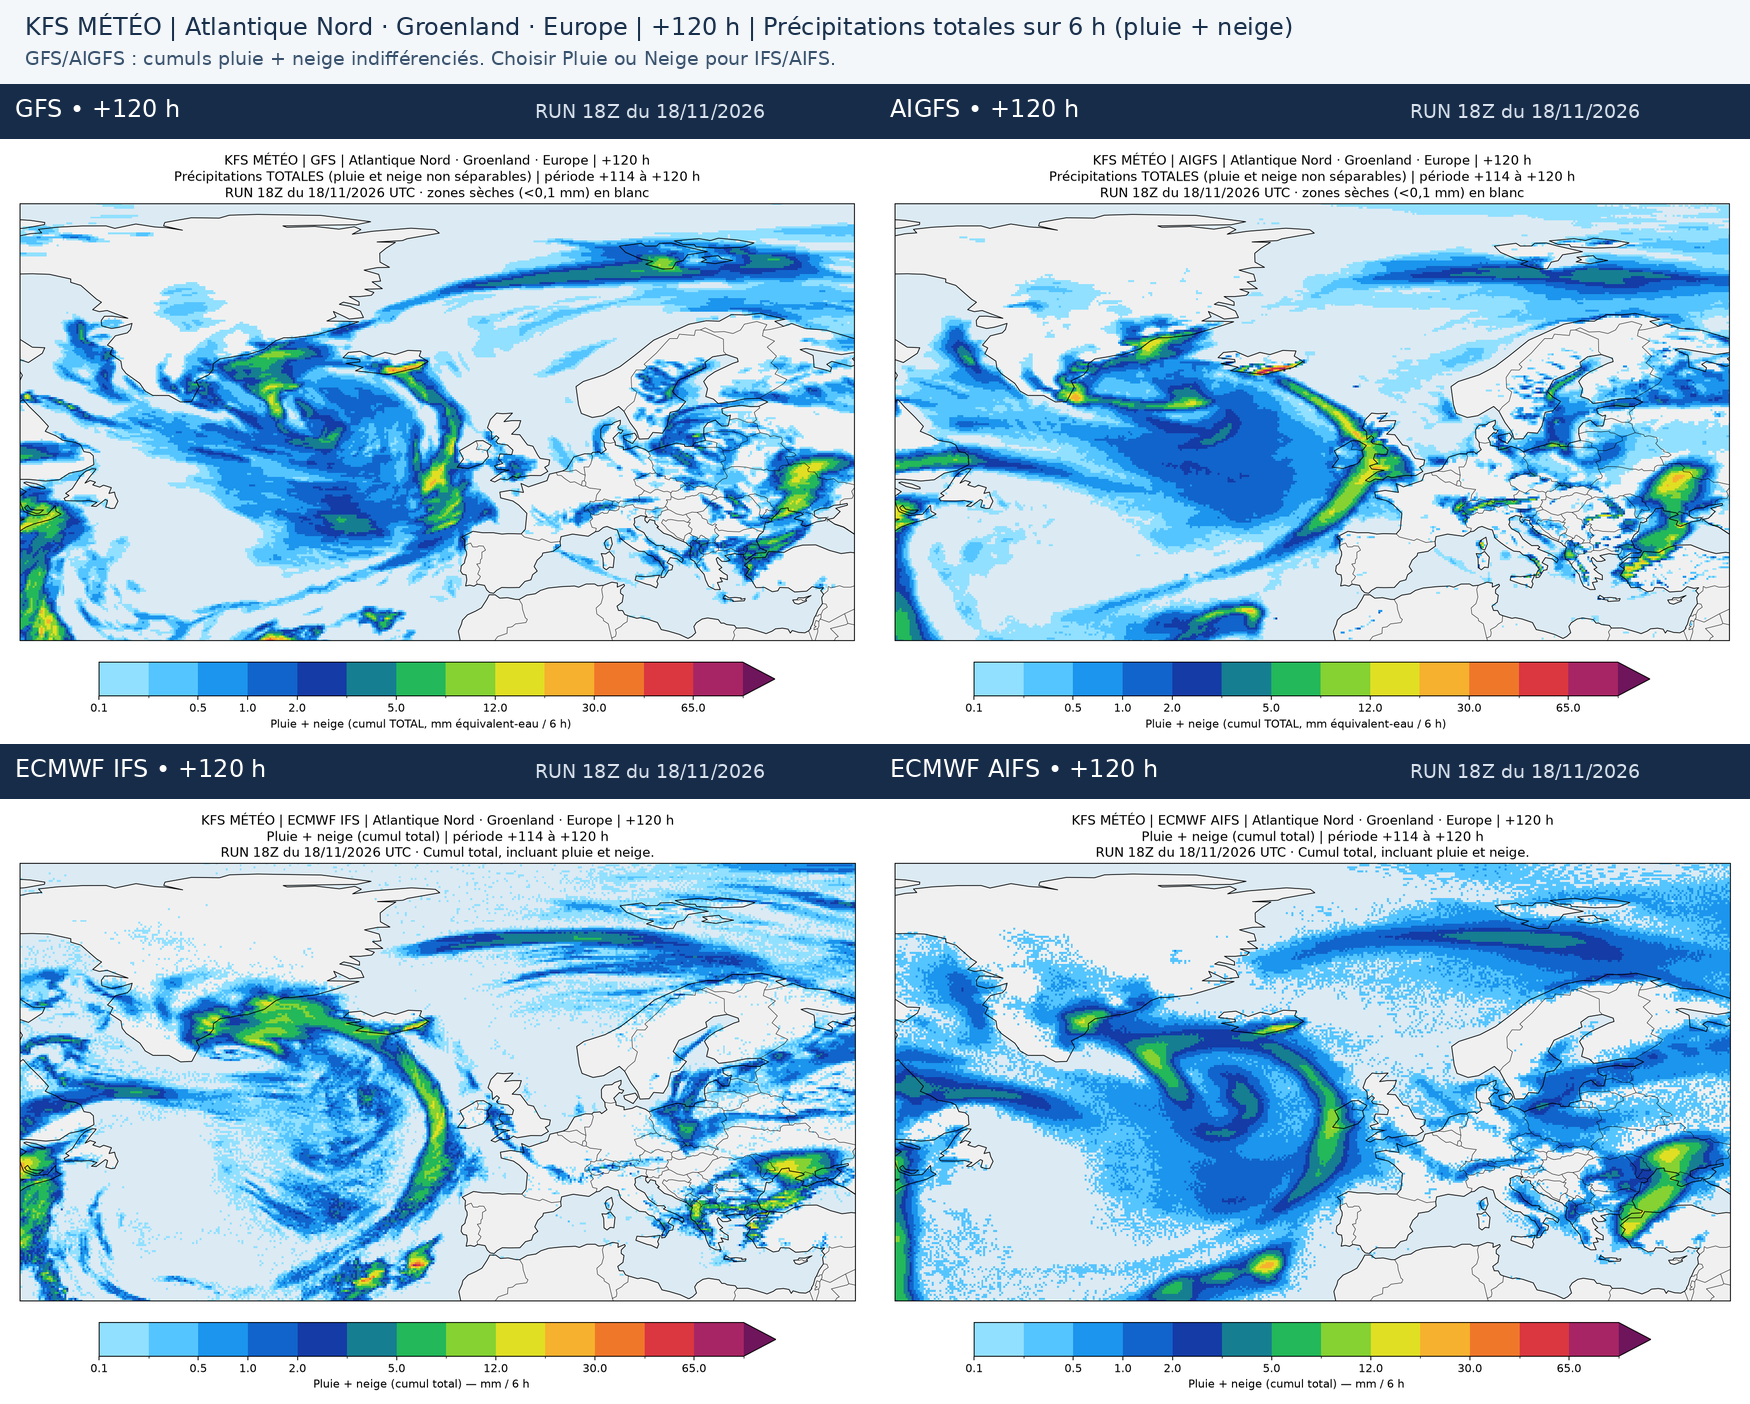 KFS MÉTÉO | Atlantique Nord · Groenland · Europe | +120 h | Précipitations totales sur 6 h (pluie + neige)
GFS/AIGFS : cumuls pluie + neige indifférenciés. Choisir Pluie ou Neige pour IFS/AIFS.
GFS • +120 h
RUN 18Z du 18/11/2026
AIGFS • +120 h
RUN 18Z du 18/11/2026
KFS MÉTÉO | GFS | Atlantique Nord · Groenland · Europe | +120 h
Précipitations TOTALES (pluie et neige non séparables) | période +114 à +120 h
RUN 18Z du 18/11/2026 UTC · zones sèches (<0,1 mm) en blanc
KFS MÉTÉO | AIGFS | Atlantique Nord · Groenland · Europe | +120 h
Précipitations TOTALES (pluie et neige non séparables) | période +114 à +120 h
RUN 18Z du 18/11/2026 UTC · zones sèches (<0,1 mm) en blanc
0.1 0.5 1.0 2.0 5.0 12.0 30.0 65.0
Pluie + neige (cumul TOTAL, mm équivalent-eau / 6 h)
0.1 0.5 1.0 2.0 5.0 12.0 30.0 65.0
Pluie + neige (cumul TOTAL, mm équivalent-eau / 6 h)
ECMWF IFS • +120 h
RUN 18Z du 18/11/2026
ECMWF AIFS • +120 h
RUN 18Z du 18/11/2026
KFS MÉTÉO | ECMWF IFS | Atlantique Nord · Groenland · Europe | +120 h
Pluie + neige (cumul total) | période +114 à +120 h
RUN 18Z du 18/11/2026 UTC · Cumul total, incluant pluie et neige.
KFS MÉTÉO | ECMWF AIFS | Atlantique Nord · Groenland · Europe | +120 h
Pluie + neige (cumul total) | période +114 à +120 h
RUN 18Z du 18/11/2026 UTC · Cumul total, incluant pluie et neige.
0.1 0.5 1.0 2.0 5.0 12.0 30.0 65.0
Pluie + neige (cumul total) — mm / 6 h
0.1 0.5 1.0 2.0 5.0 12.0 30.0 65.0
Pluie + neige (cumul total) — mm / 6 h